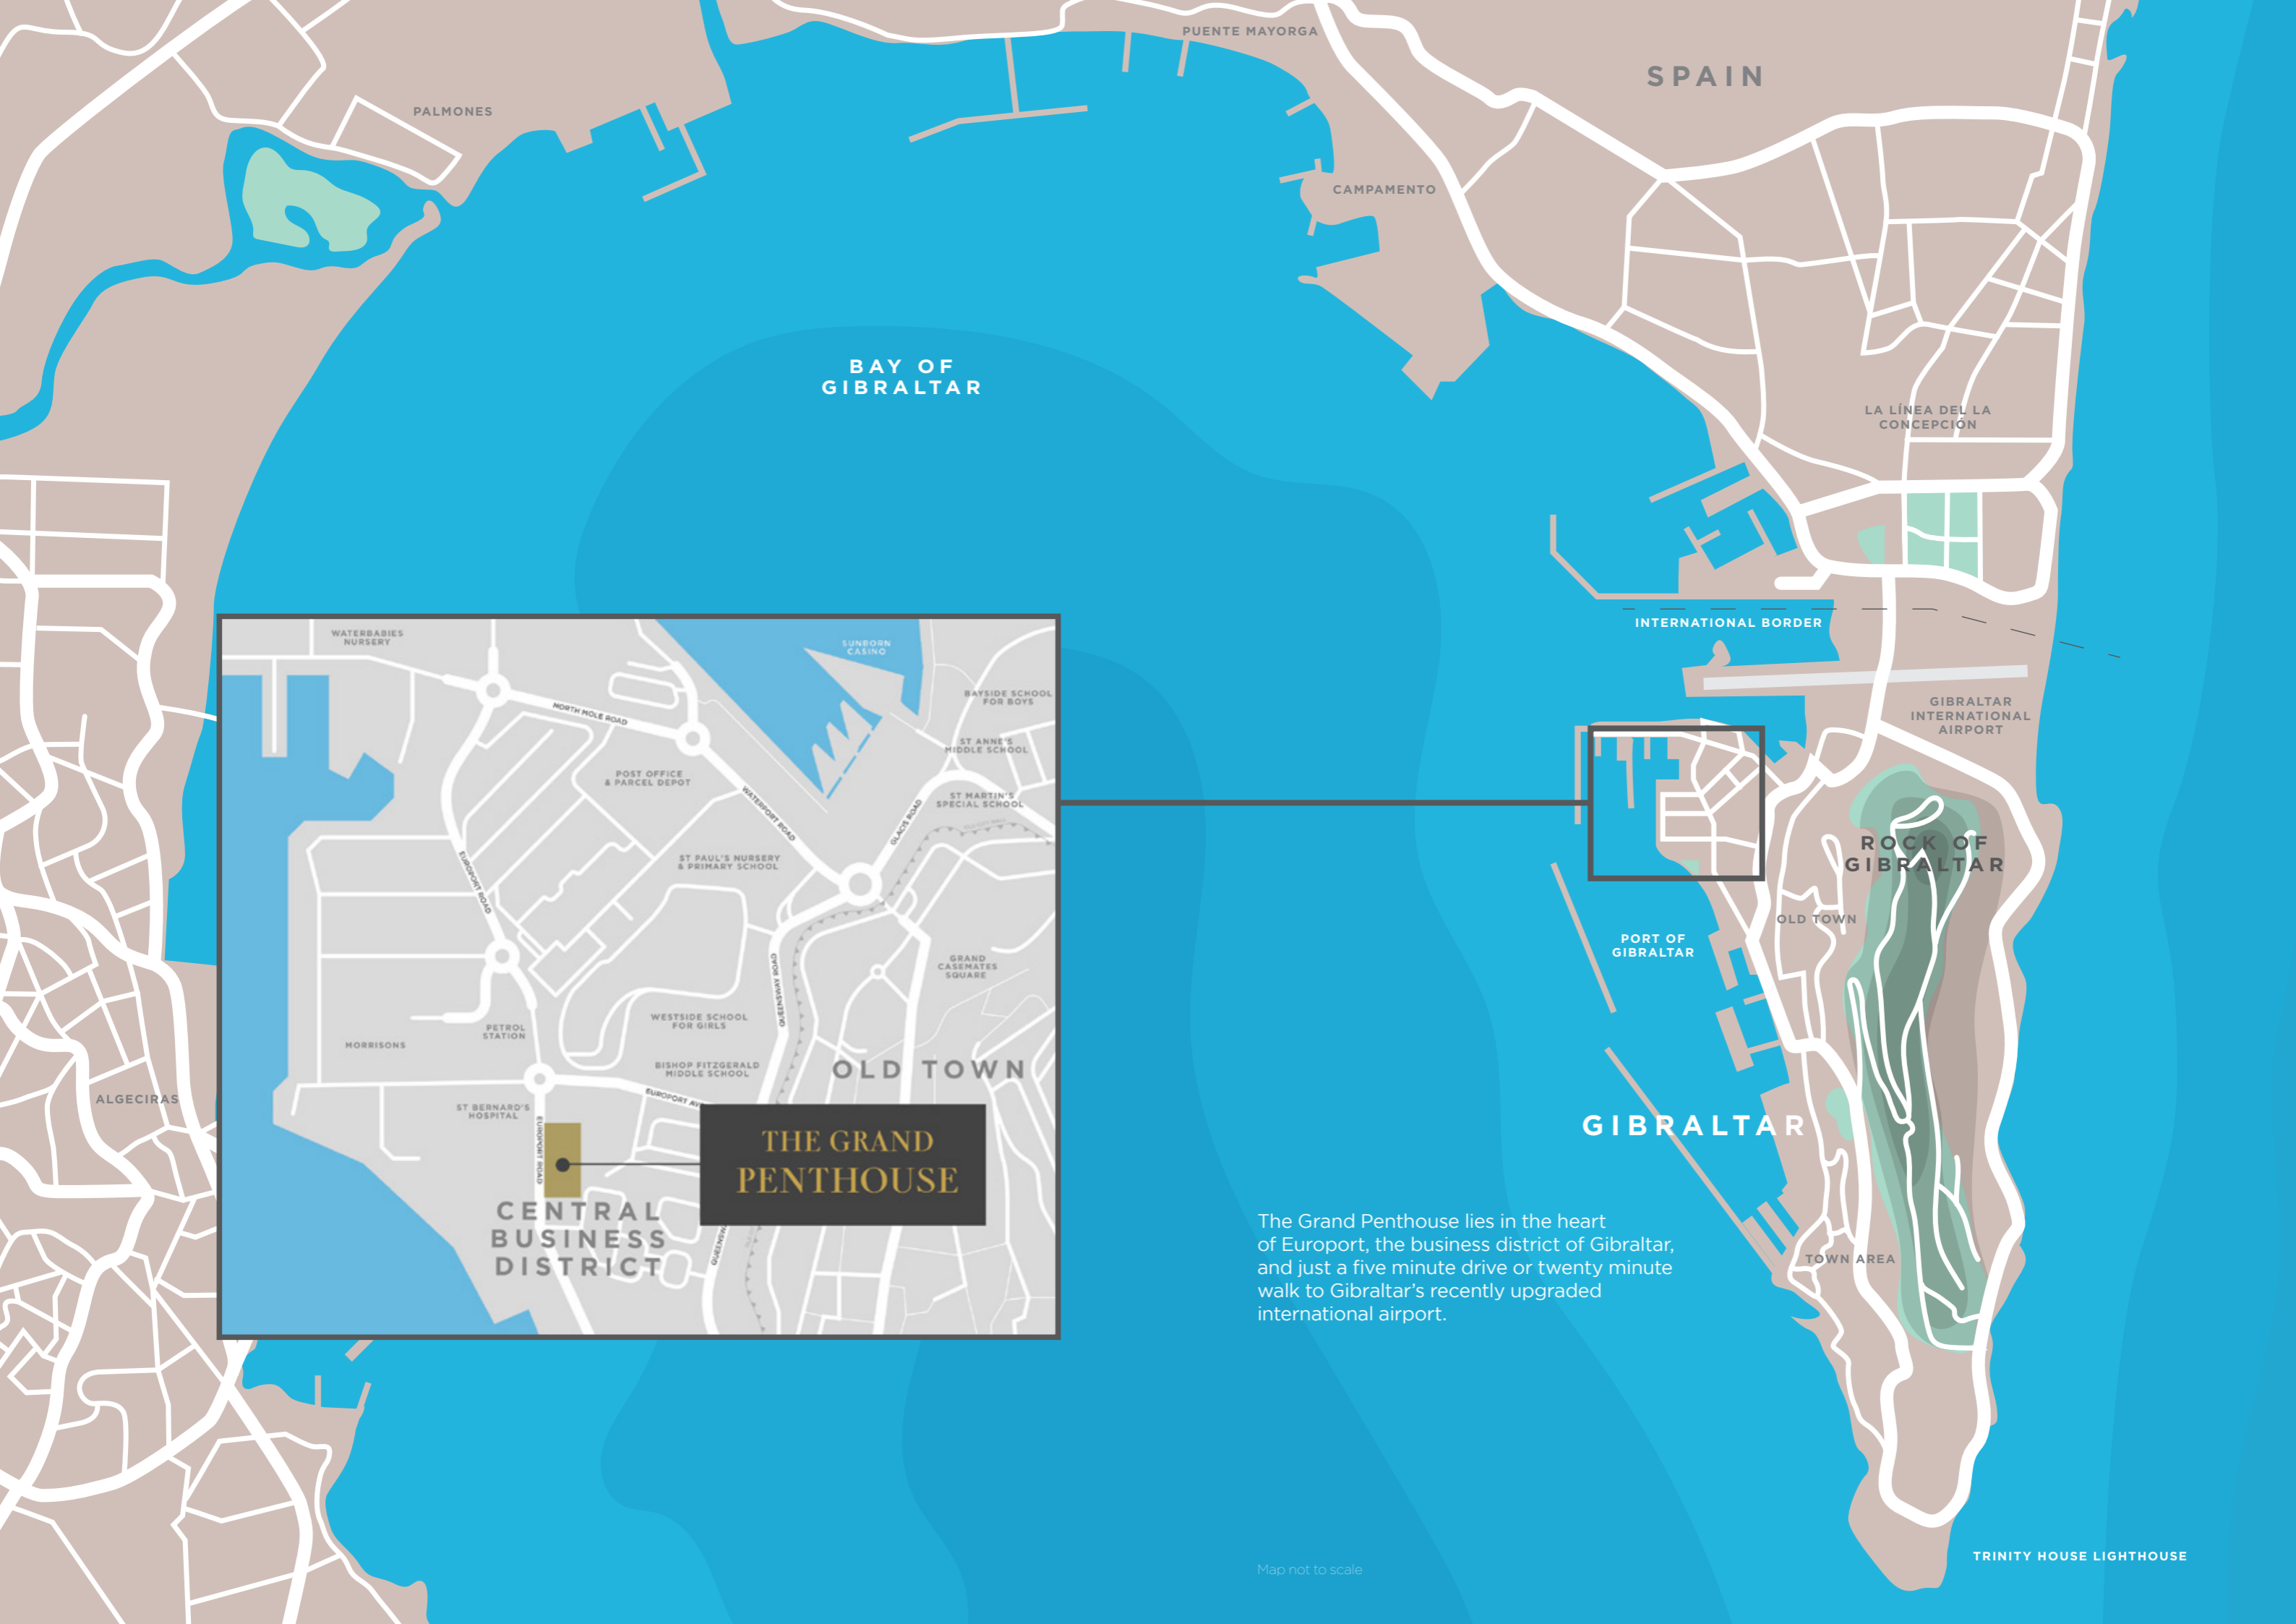 PUENTE MAYORGA
SPAIN
PALMONES
CAMPAMENTO
BAY OF
GIBRALTAR
LA LÍNEA DEL LA
CONCEPCIÓN
INTERNATIONAL BORDER
GIBRALTAR
INTERNATIONAL
AIRPORT
ROCK OF
GIBRALTAR
OLD TOWN
PORT OF
GIBRALTAR
GIBRALTAR
TOWN AREA
TRINITY HOUSE LIGHTHOUSE
ALGECIRAS
WATERBABIES
NURSERY
SUNBORN
CASINO
BAYSIDE SCHOOL
FOR BOYS
NORTH MOLE ROAD
ST ANNE'S
MIDDLE SCHOOL
POST OFFICE
& PARCEL DEPOT
ST MARTIN'S
SPECIAL SCHOOL
WATERPORT ROAD
GLACIS ROAD
ST PAUL'S NURSERY
& PRIMARY SCHOOL
EUROPORT ROAD
GRAND
CASEMATES
SQUARE
QUEENSWAY ROAD
WESTSIDE SCHOOL
FOR GIRLS
PETROL
STATION
MORRISONS
BISHOP FITZGERALD
MIDDLE SCHOOL
OLD TOWN
EUROPORT AV
ST BERNARD'S
HOSPITAL
EUROPORT ROAD
THE GRAND
PENTHOUSE
CENTRAL
BUSINESS
DISTRICT
QUEENSW
The Grand Penthouse lies in the heart
of Europort, the business district of Gibraltar,
and just a five minute drive or twenty minute
walk to Gibraltar’s recently upgraded
international airport.
Map not to scale